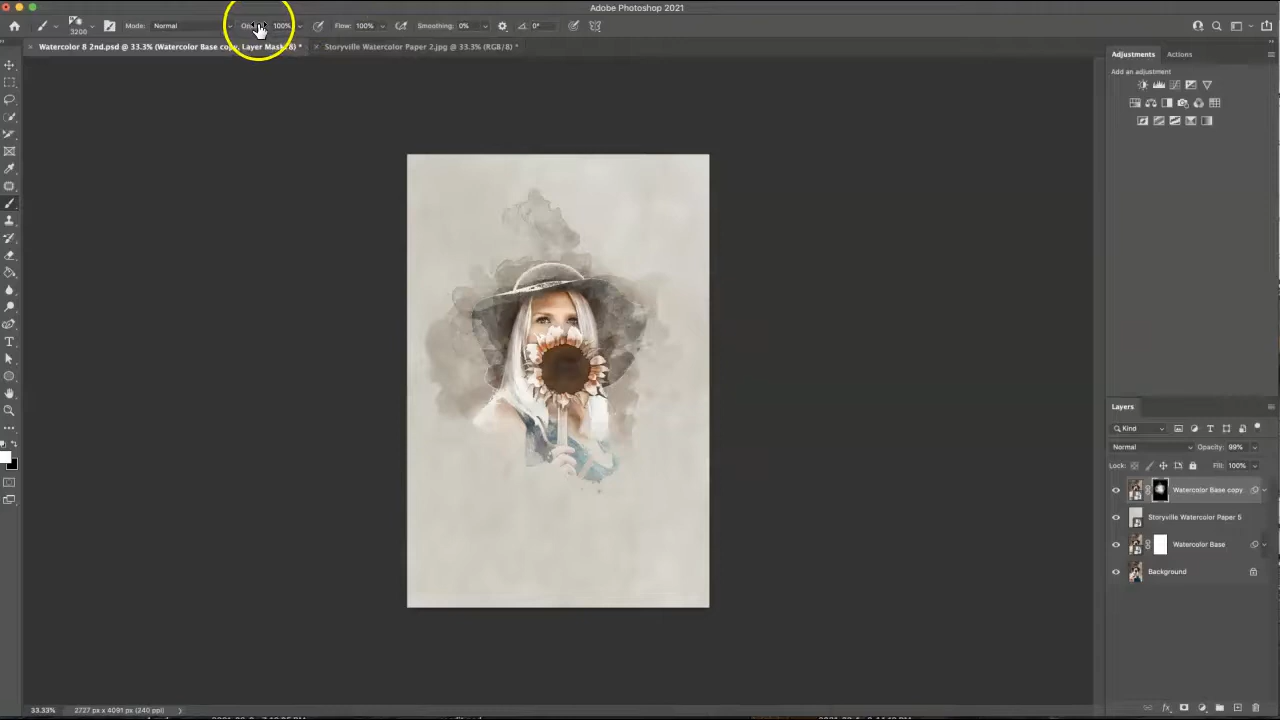 Adobe Photoshop 2021
3200
Mode: Normal
100%
Flow: 100%
Smoothing: 0%
0°
Watercolor 8 2nd.psd @ 33.3% (Watercolor Base copy, Layer Mask/8) *
Storyville Watercolor Paper 2.jpg @ 33.3% (RGB/8) *
Adjustments
Actions
Add an adjustment
Layers
Kind
Normal
Opacity: 99%
Lock:
Fill: 100%
Watercolor Base copy
Storyville Watercolor Paper 5
Watercolor Base
Background
33.33%
2727 px x 4091 px (240 ppi)